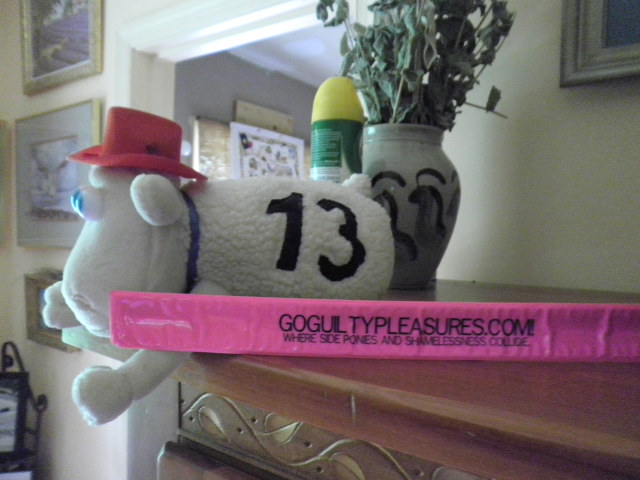 13
GOGUILTYPLEASURES.COM!
WHERE SIDE PONIES AND SHAMELESSNESS COLLIDE.